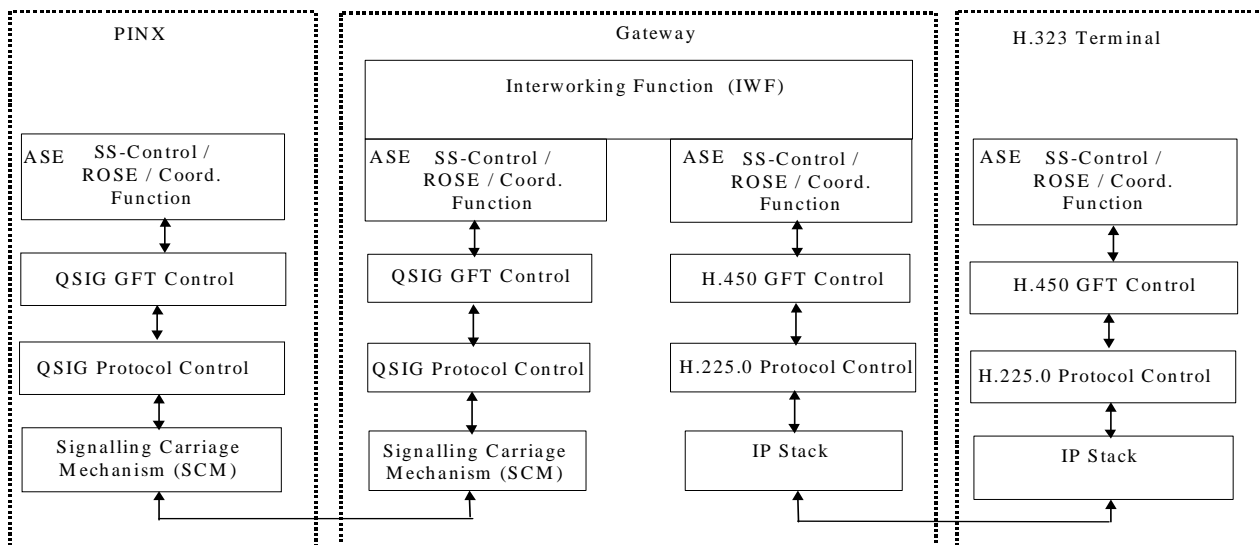 PINX
ASE SS-Control /
ROSE / Coord.
Function
QSIG GFT Control
QSIG Protocol Control
Signalling Carriage
Mechanism (SCM)
Gateway
Interworking Function (IWF)
ASE SS-Control /
ROSE / Coord.
Function
QSIG GFT Control
QSIG Protocol Control
Signalling Carriage
Mechanism (SCM)
ASE SS-Control /
ROSE / Coord.
Function
H.450 GFT Control
H.225.0 Protocol Control
IP Stack
H.323 Terminal
ASE SS-Control /
ROSE / Coord.
Function
H.450 GFT Control
H.225.0 Protocol Control
IP Stack